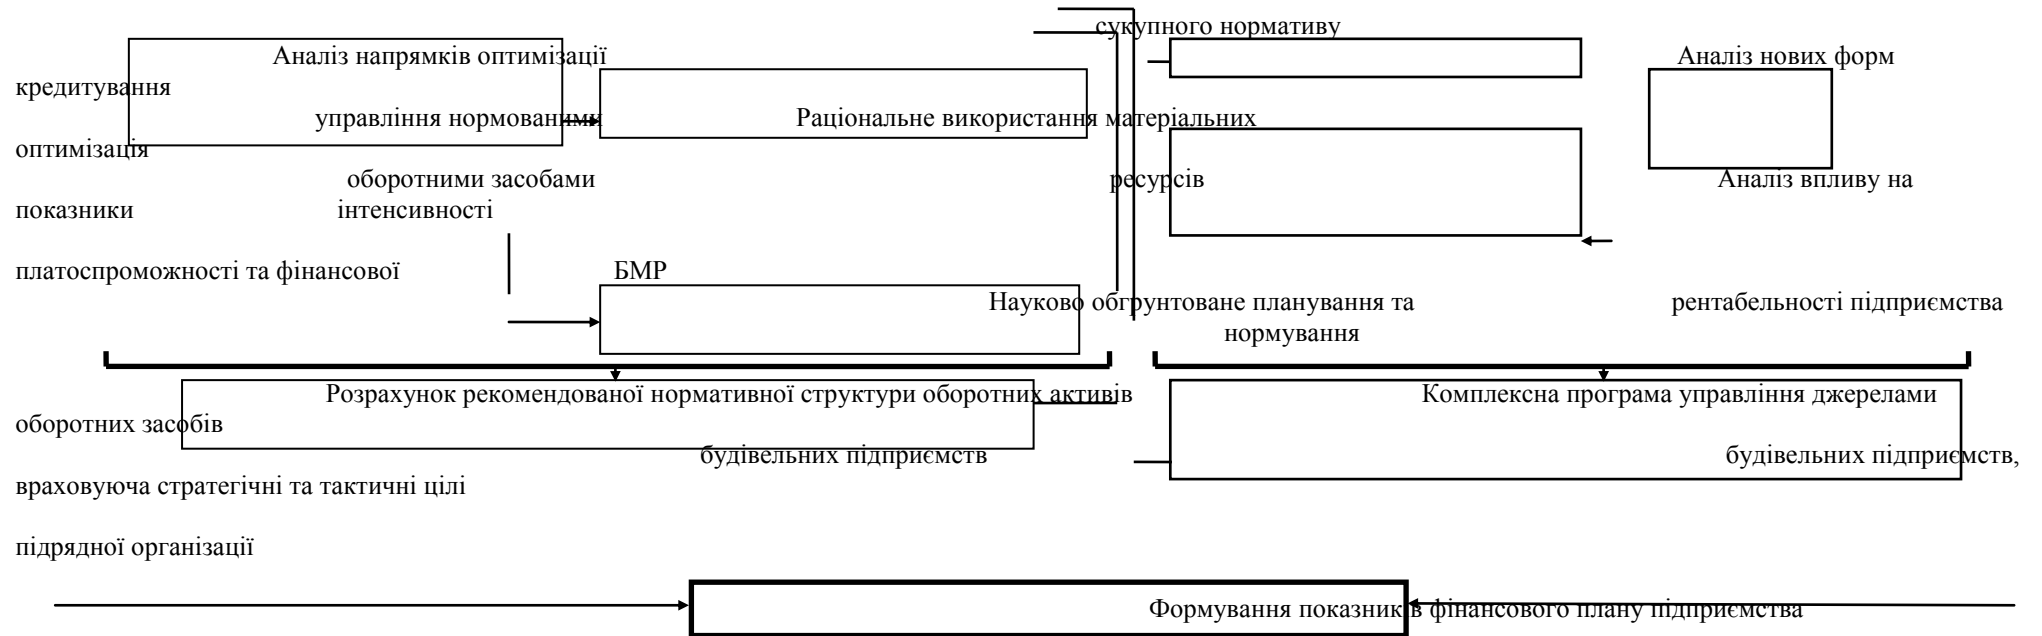 сукупного нормативу
Аналіз напрямків оптимізації Аналіз нових форм
кредитування
управління нормованими Раціональне використання матеріальних
оптимізація
оборотними засобами ресурсів Аналіз впливу на
показники інтенсивності
платоспроможності та фінансової БМР
Науково обгрунтоване планування та рентабельності підприємства
нормування
Розрахунок рекомендованої нормативної структури оборотних активів Комплексна програма управління джерелами
оборотних засобів
будівельних підприємств будівельних підприємств,
враховуюча стратегічні та тактичні цілі
підрядної організації
Формування показників фінансового плану підприємства